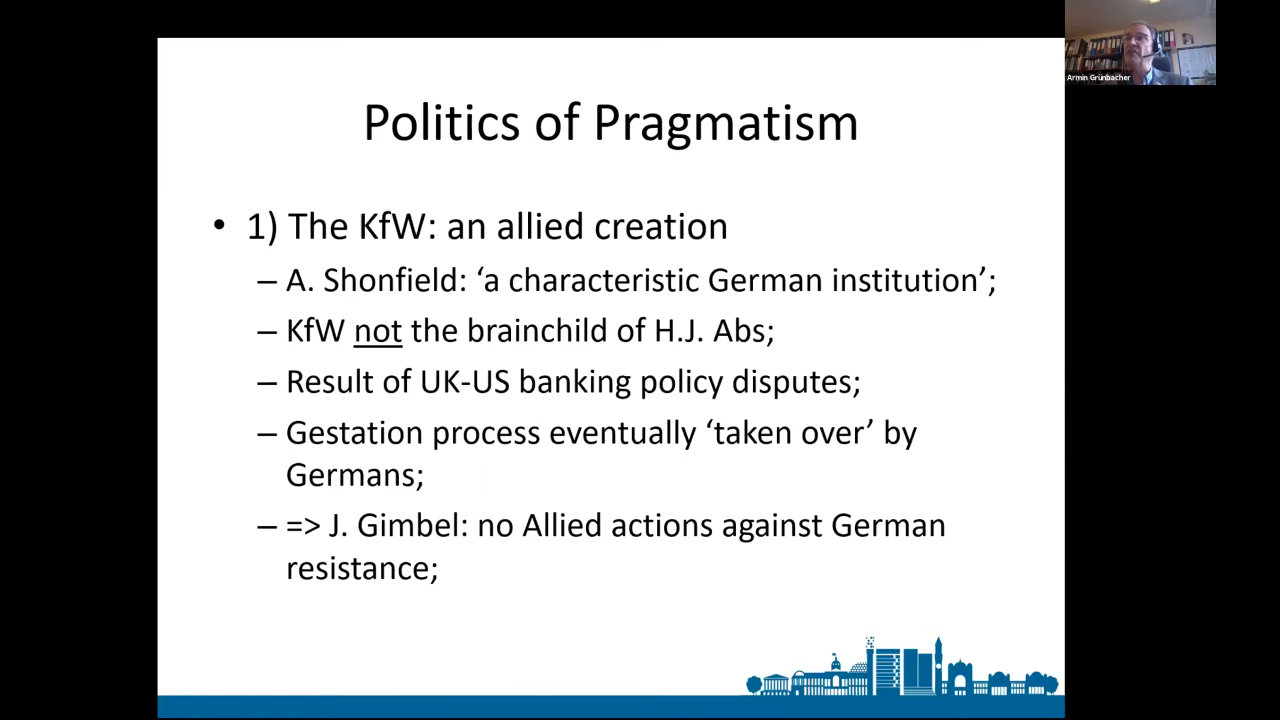 Armin Grünbacher
Politics of Pragmatism
• 1) The KfW: an allied creation
– A. Shonfield: ‘a characteristic German institution’;
– KfW not the brainchild of H.J. Abs;
– Result of UK-US banking policy disputes;
– Gestation process eventually ‘taken over’ by
Germans;
– => J. Gimbel: no Allied actions against German
resistance;